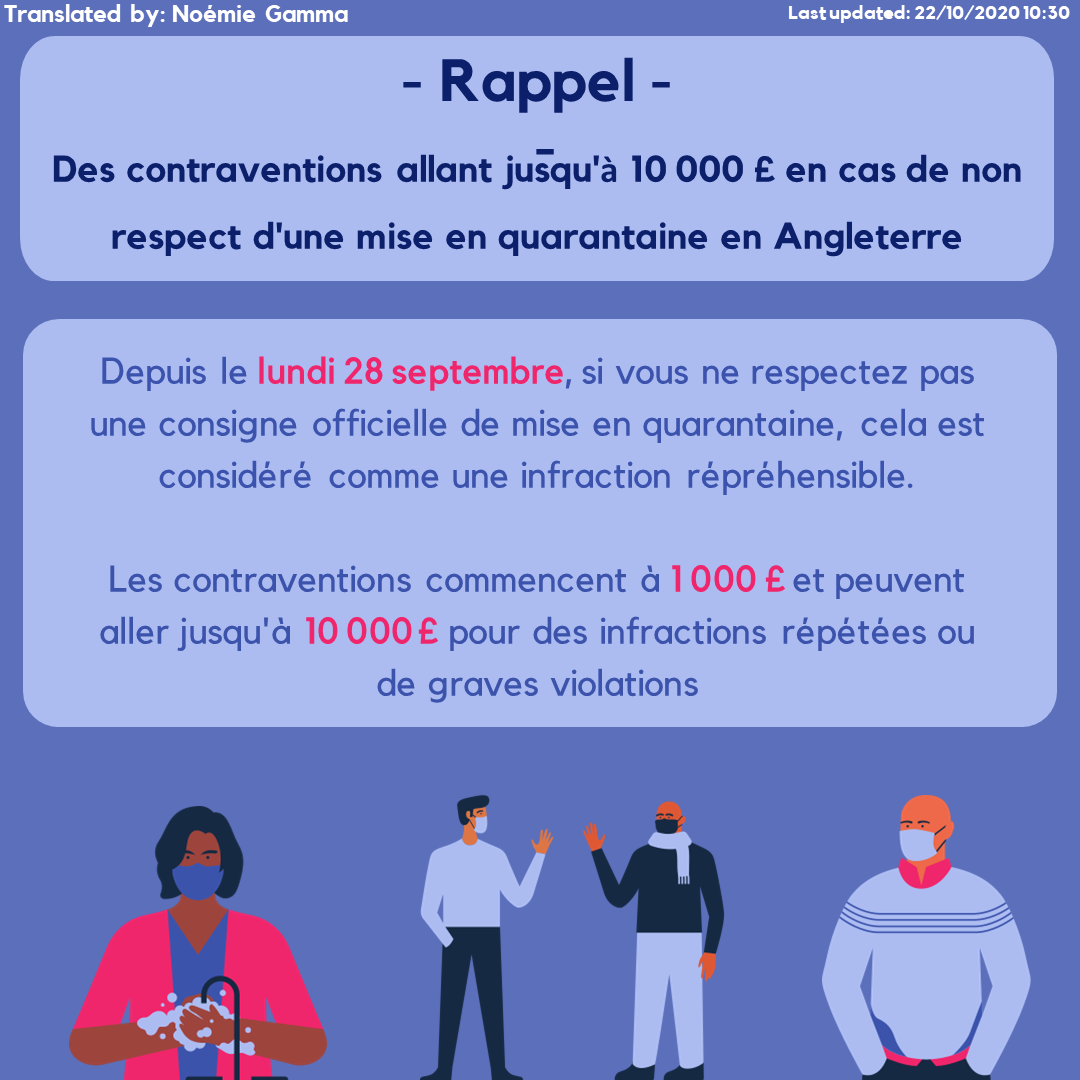 Translated by: Noémie Gamma
Last updated: 22/10/2020 10:30
- Rappel -
Des contraventions allant jusqu'à 10 000 £ en cas de non
respect d'une mise en quarantaine en Angleterre
Depuis le lundi 28 septembre, si vous ne respectez pas
une consigne officielle de mise en quarantaine, cela est
considéré comme une infraction répréhensible.
Les contraventions commencent à 1 000 £ et peuvent
aller jusqu'à 10 000 £ pour des infractions répétées ou
de graves violations